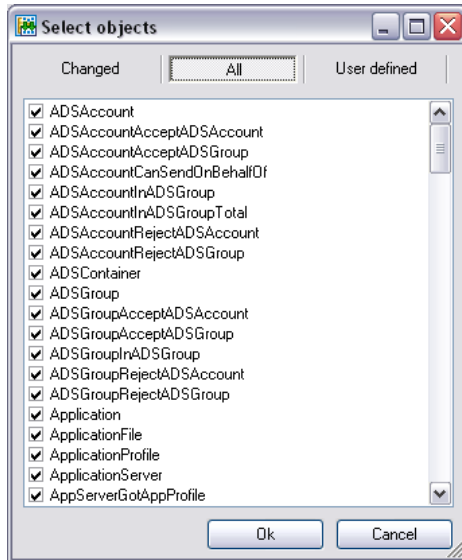 Select objects
Changed All User defined
ADSAccount
ADSAccountAcceptADSAccount
ADSAccountAcceptADSGroup
ADSAccountCanSendOnBehalfOf
ADSAccountInADSGroup
ADSAccountInADSGroupTotal
ADSAccountRejectADSAccount
ADSAccountRejectADSGroup
ADSContainer
ADSGroup
ADSGroupAcceptADSAccount
ADSGroupAcceptADSGroup
ADSGroupInADSGroup
ADSGroupRejectADSAccount
ADSGroupRejectADSGroup
Application
ApplicationFile
ApplicationProfile
ApplicationServer
AppServerGotAppProfile
Ok Cancel